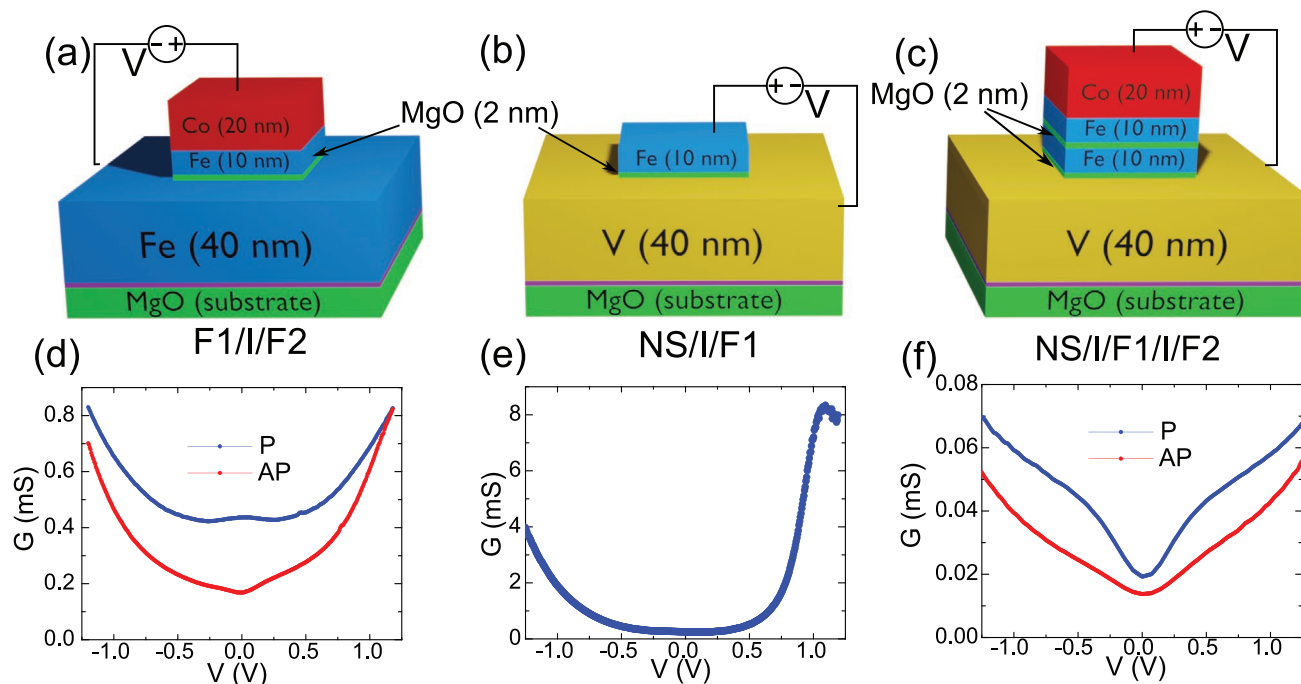 (a)
V
- +
Co (20 nm)
Fe (10 nm)
Fe (40 nm)
MgO (substrate)
MgO (2 nm)
(b)
+ -
V
Fe (10 nm)
V (40 nm)
MgO (substrate)
(c)
+ -
V
MgO (2 nm)
Co (20 nm)
Fe (10 nm)
Fe (10 nm)
V (40 nm)
MgO (substrate)
(d)
F1/I/F2
P
AP
G (mS)
0.8
0.6
0.4
0.2
0.0
-1.0
-0.5
0.0
0.5
1.0
V (V)
(e)
NS/I/F1
G (mS)
8
6
4
2
0
-1.0
-0.5
0.0
0.5
1.0
V (V)
(f)
NS/I/F1/I/F2
P
AP
G (mS)
0.08
0.06
0.04
0.02
0.00
-1.0
-0.5
0.0
0.5
1.0
V (V)